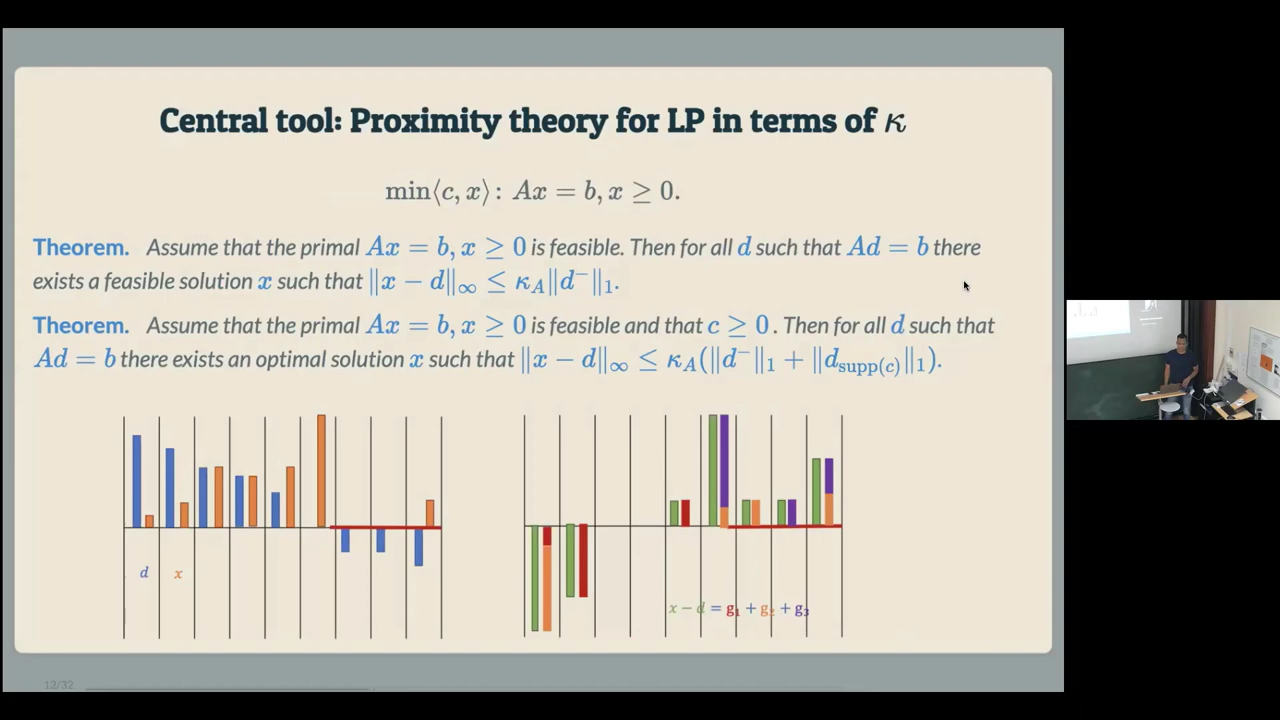 Central tool: Proximity theory for LP in terms of κ
min⟨c, x⟩: Ax = b, x ≥ 0.
Theorem. Assume that the primal Ax = b, x ≥ 0 is feasible. Then for all d such that Ad = b there
exists a feasible solution x such that ‖x − d‖∞ ≤ κ_A‖d⁻‖₁.
Theorem. Assume that the primal Ax = b, x ≥ 0 is feasible and that c ≥ 0. Then for all d such that
Ad = b there exists an optimal solution x such that ‖x − d‖∞ ≤ κ_A(‖d⁻‖₁ + ‖d_supp(c)‖₁).
d x
x − d = g₁ + g₂ + g₃
12/32